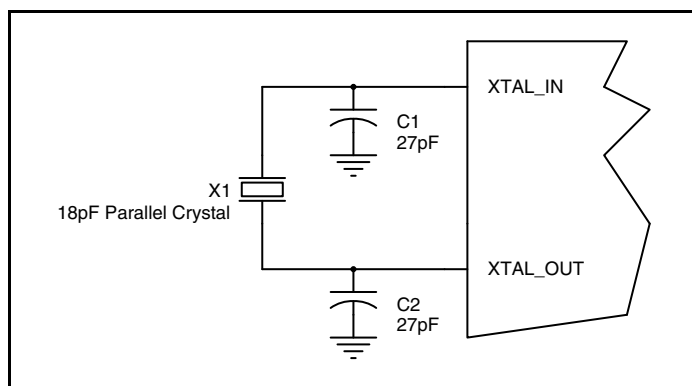 XTAL_IN
C1
27pF
X1
18pF Parallel Crystal
XTAL_OUT
C2
27pF